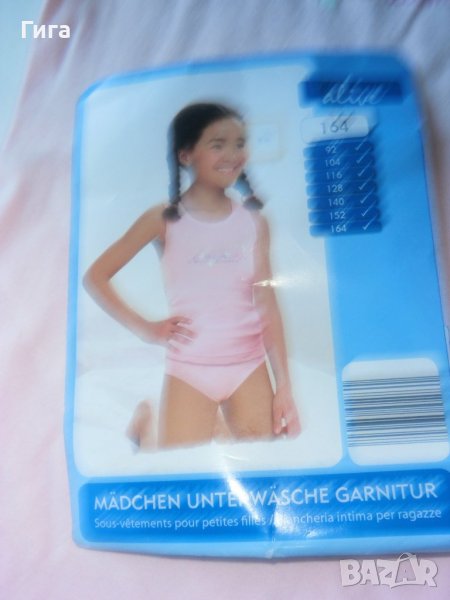 Гига
alive
164
92
104
116
128
140
152
164
MÄDCHEN UNTERWÄSCHE GARNITUR
Sous-vêtements pour petites filles / Biancheria intima per ragazze
BAZAR